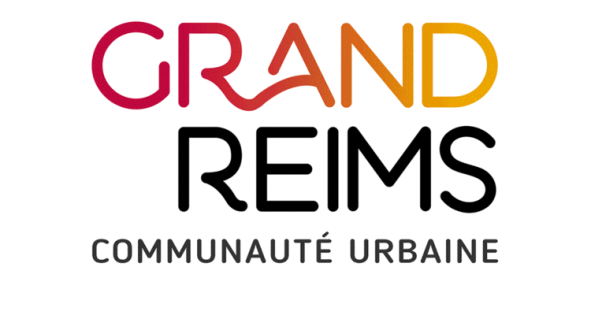 GRAND
REIMS
COMMUNAUTÉ URBAINE